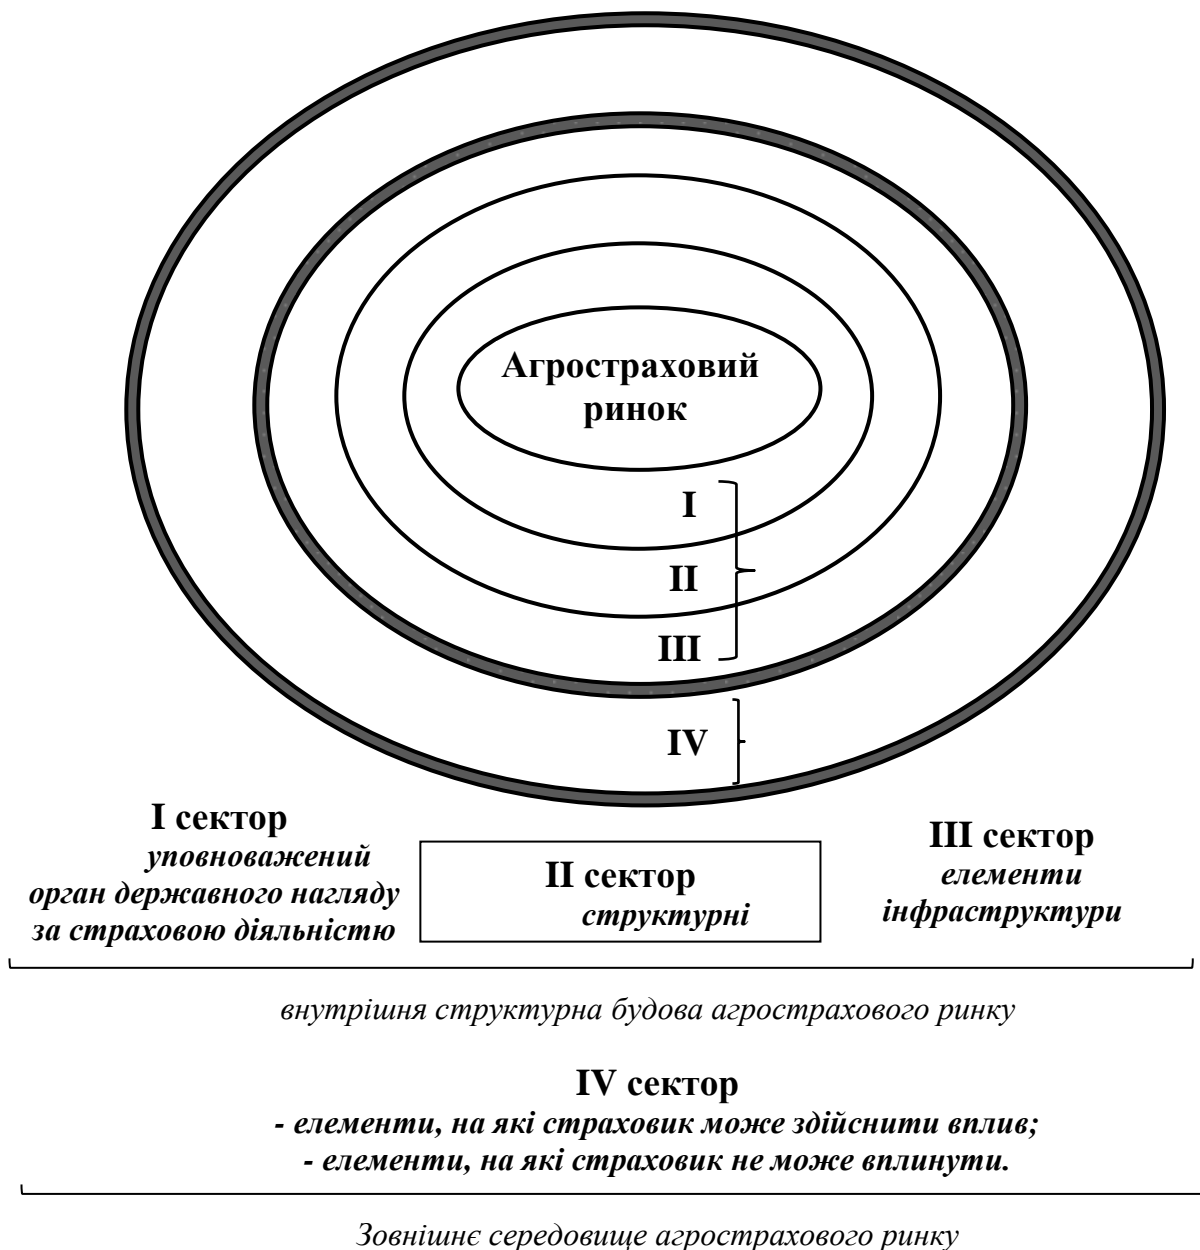 Агростраховий
ринок
I
II
III
IV
I сектор
уповноважений
орган державного нагляду
за страховою діяльністю
II сектор
структурні
III сектор
елементи
інфраструктури
внутрішня структурна будова агрострахового ринку
IV сектор
- елементи, на які страховик може здійснити вплив;
- елементи, на які страховик не може вплинути.
Зовнішнє середовище агрострахового ринку